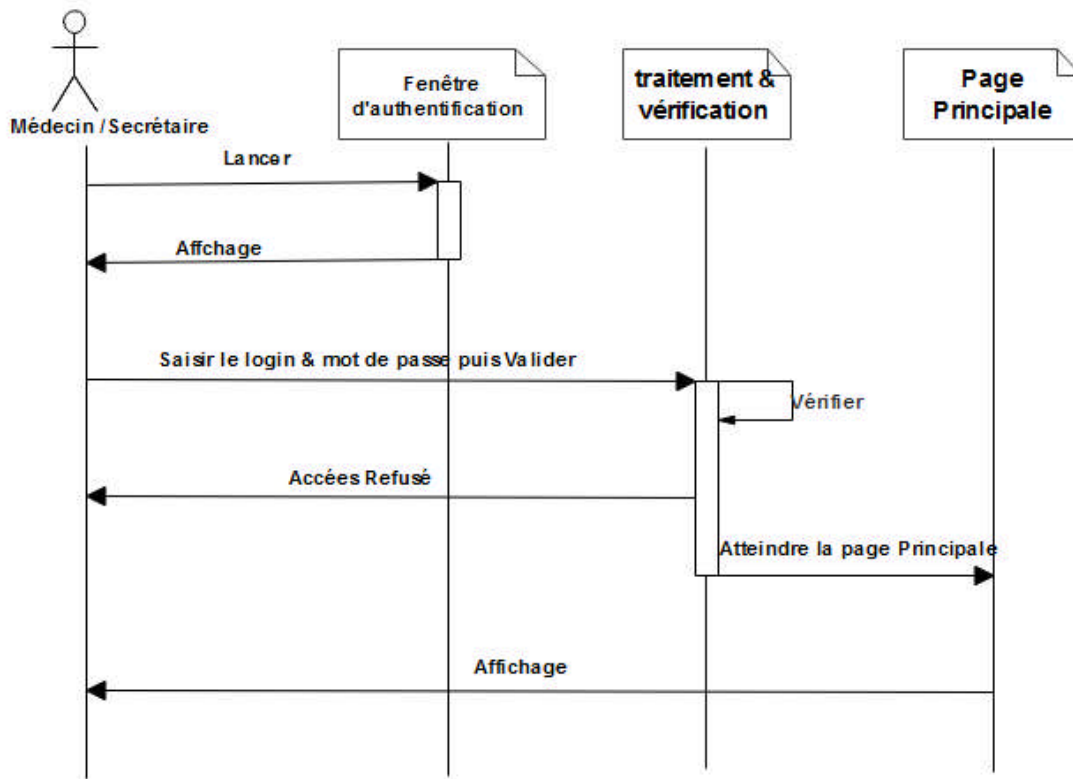 Médecin / Secrétaire
Fenêtre
d'authentification
traitement &
vérification
Page
Principale
Lancer
Affchage
Saisir le login & mot de passe puis Valider
Vérifier
Accées Refusé
Atteindre la page Principale
Affichage